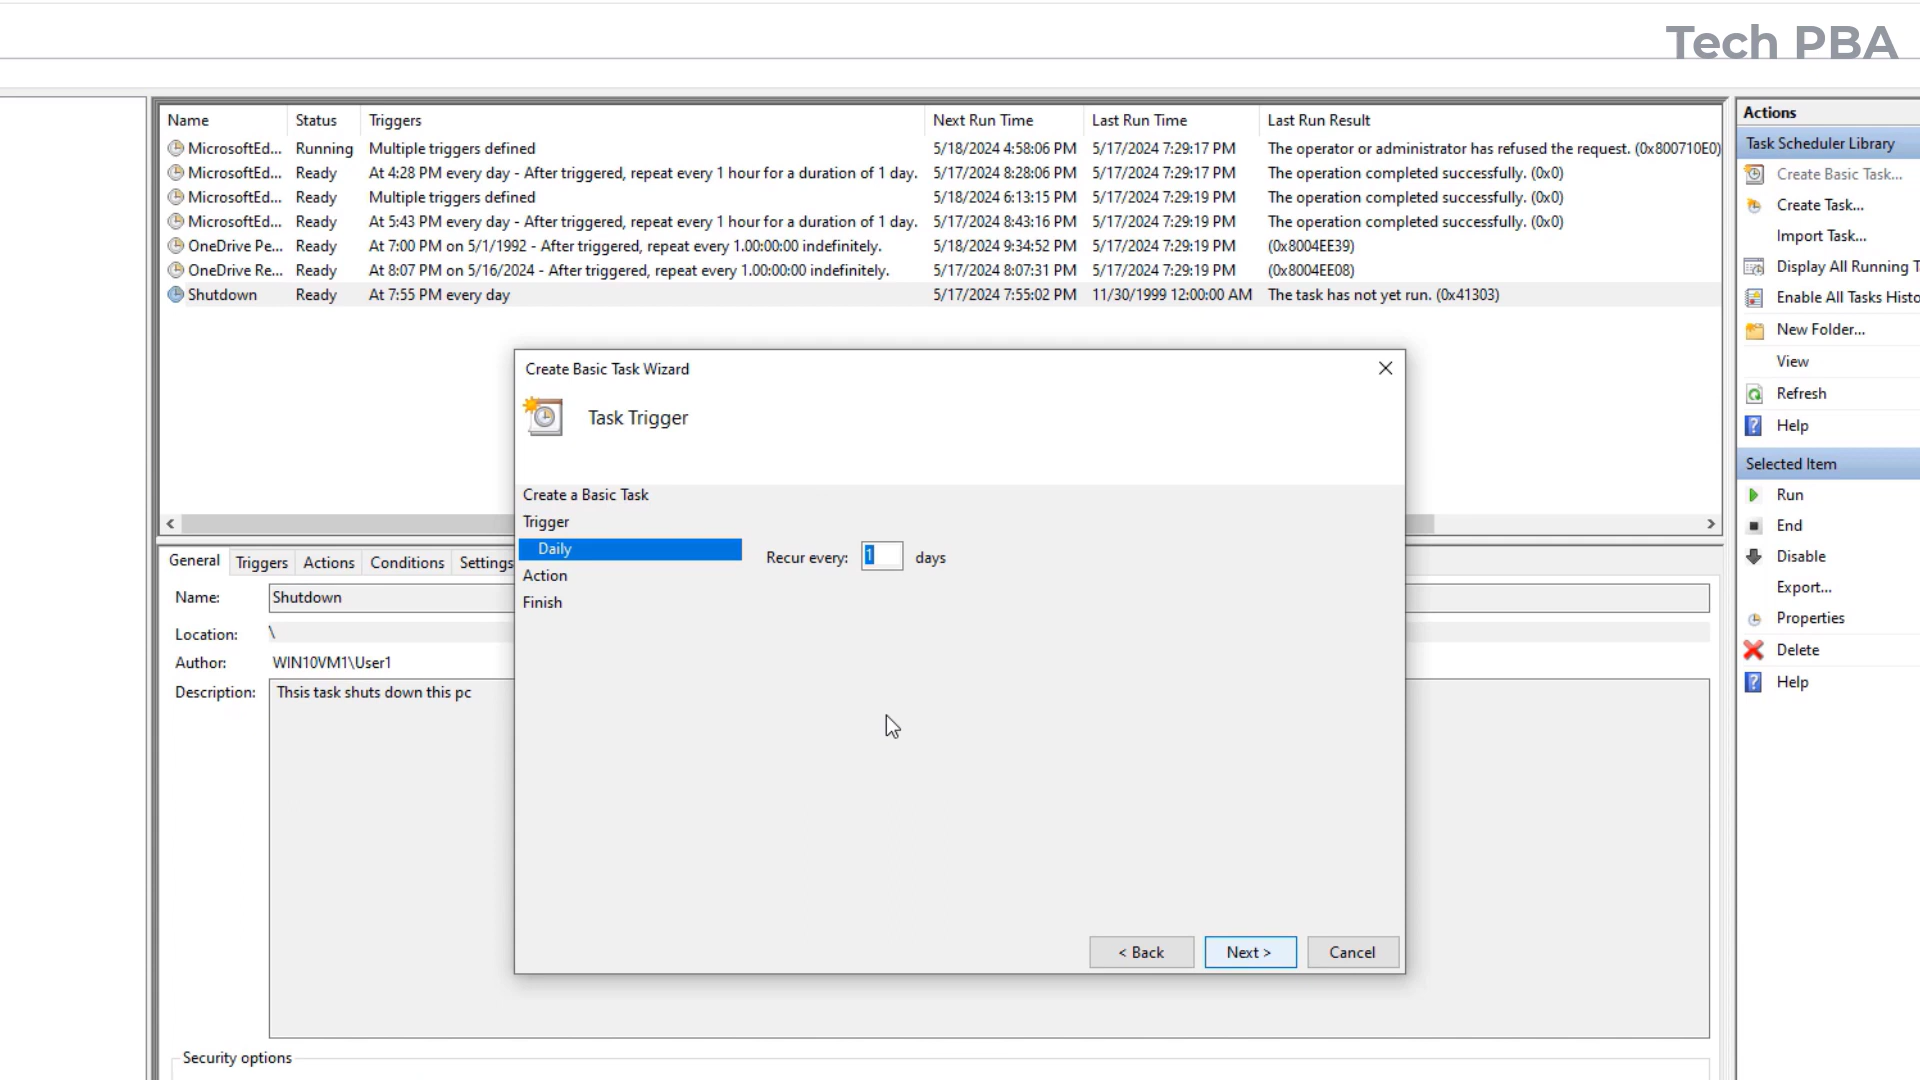 Tech PBA
Name Status Triggers Next Run Time Last Run Time Last Run Result
MicrosoftEd... Running Multiple triggers defined 5/18/2024 4:58:06 PM 5/17/2024 7:29:17 PM The operator or administrator has refused the request. (0x800710E0)
MicrosoftEd... Ready At 4:28 PM every day - After triggered, repeat every 1 hour for a duration of 1 day. 5/17/2024 8:28:06 PM 5/17/2024 7:29:17 PM The operation completed successfully. (0x0)
MicrosoftEd... Ready Multiple triggers defined 5/18/2024 6:13:15 PM 5/17/2024 7:29:19 PM The operation completed successfully. (0x0)
MicrosoftEd... Ready At 5:43 PM every day - After triggered, repeat every 1 hour for a duration of 1 day. 5/17/2024 8:43:16 PM 5/17/2024 7:29:19 PM The operation completed successfully. (0x0)
OneDrive Pe... Ready At 7:00 PM on 5/1/1992 - After triggered, repeat every 1.00:00:00 indefinitely. 5/18/2024 9:34:52 PM 5/17/2024 7:29:19 PM (0x8004EE39)
OneDrive Re... Ready At 8:07 PM on 5/16/2024 - After triggered, repeat every 1.00:00:00 indefinitely. 5/17/2024 8:07:31 PM 5/17/2024 7:29:19 PM (0x8004EE08)
Shutdown Ready At 7:55 PM every day 5/17/2024 7:55:02 PM 11/30/1999 12:00:00 AM The task has not yet run. (0x41303)
Create Basic Task Wizard
Task Trigger
Create a Basic Task
Trigger
Daily
Action
Finish
Recur every: 1 days
< Back Next > Cancel
General Triggers Actions Conditions Settings
Name: Shutdown
Location: \
Author: WIN10VM1\User1
Description: Thsis task shuts down this pc
Security options
Actions
Task Scheduler Library
Create Basic Task...
Create Task...
Import Task...
Display All Running T
Enable All Tasks Histo
New Folder...
View
Refresh
Help
Selected Item
Run
End
Disable
Export...
Properties
Delete
Help